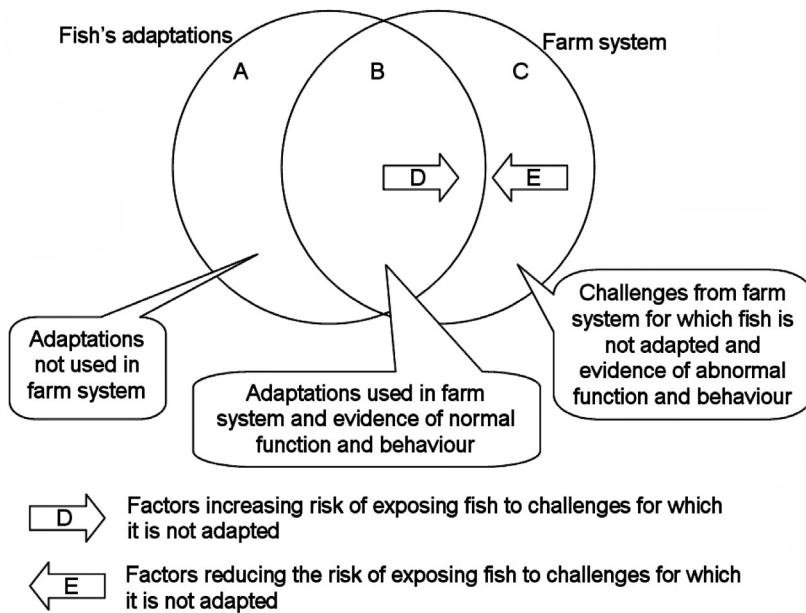 Fish's adaptations
Farm system
A
B
C
D
E
Adaptations
not used in
farm system
Adaptations used in farm
system and evidence of normal
function and behaviour
Challenges from farm
system for which fish is
not adapted and
evidence of abnormal
function and behaviour
D
Factors increasing risk of exposing fish to challenges for which
it is not adapted
E
Factors reducing the risk of exposing fish to challenges for which
it is not adapted